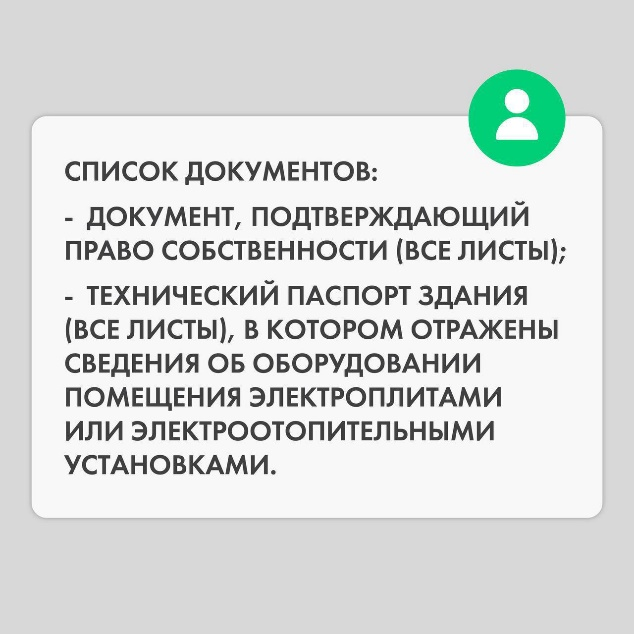 СПИСОК ДОКУМЕНТОВ:
- ДОКУМЕНТ, ПОДТВЕРЖДАЮЩИЙ
ПРАВО СОБСТВЕННОСТИ (ВСЕ ЛИСТЫ);
- ТЕХНИЧЕСКИЙ ПАСПОРТ ЗДАНИЯ
(ВСЕ ЛИСТЫ), В КОТОРОМ ОТРАЖЕНЫ
СВЕДЕНИЯ ОБ ОБОРУДОВАНИИ
ПОМЕЩЕНИЯ ЭЛЕКТРОПЛИТАМИ
ИЛИ ЭЛЕКТРООТОПИТЕЛЬНЫМИ
УСТАНОВКАМИ.